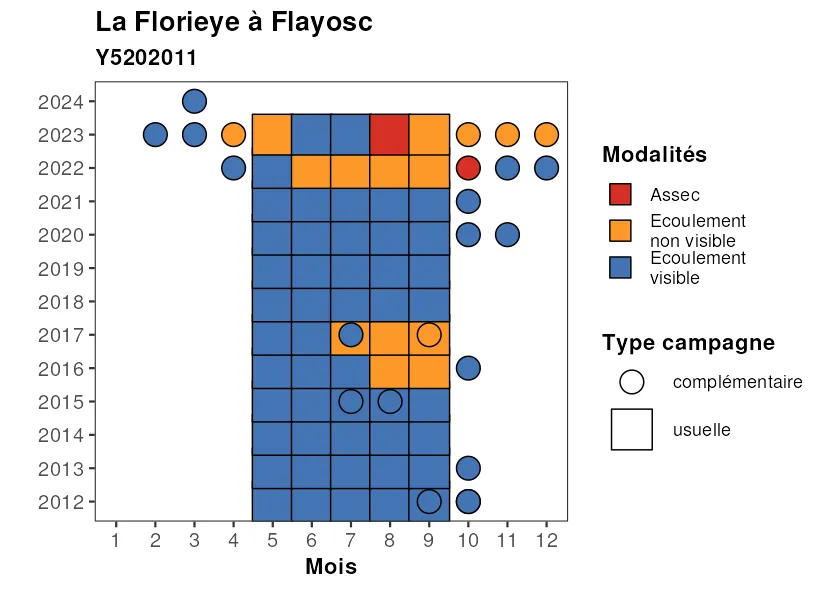 La Florieye à Flayosc
Y5202011
2024
2023
2022
2021
2020
2019
2018
2017
2016
2015
2014
2013
2012
1 2 3 4 5 6 7 8 9 10 11 12
Mois
Modalités
Assec
Ecoulement
non visible
Ecoulement
visible
Type campagne
complémentaire
usuelle